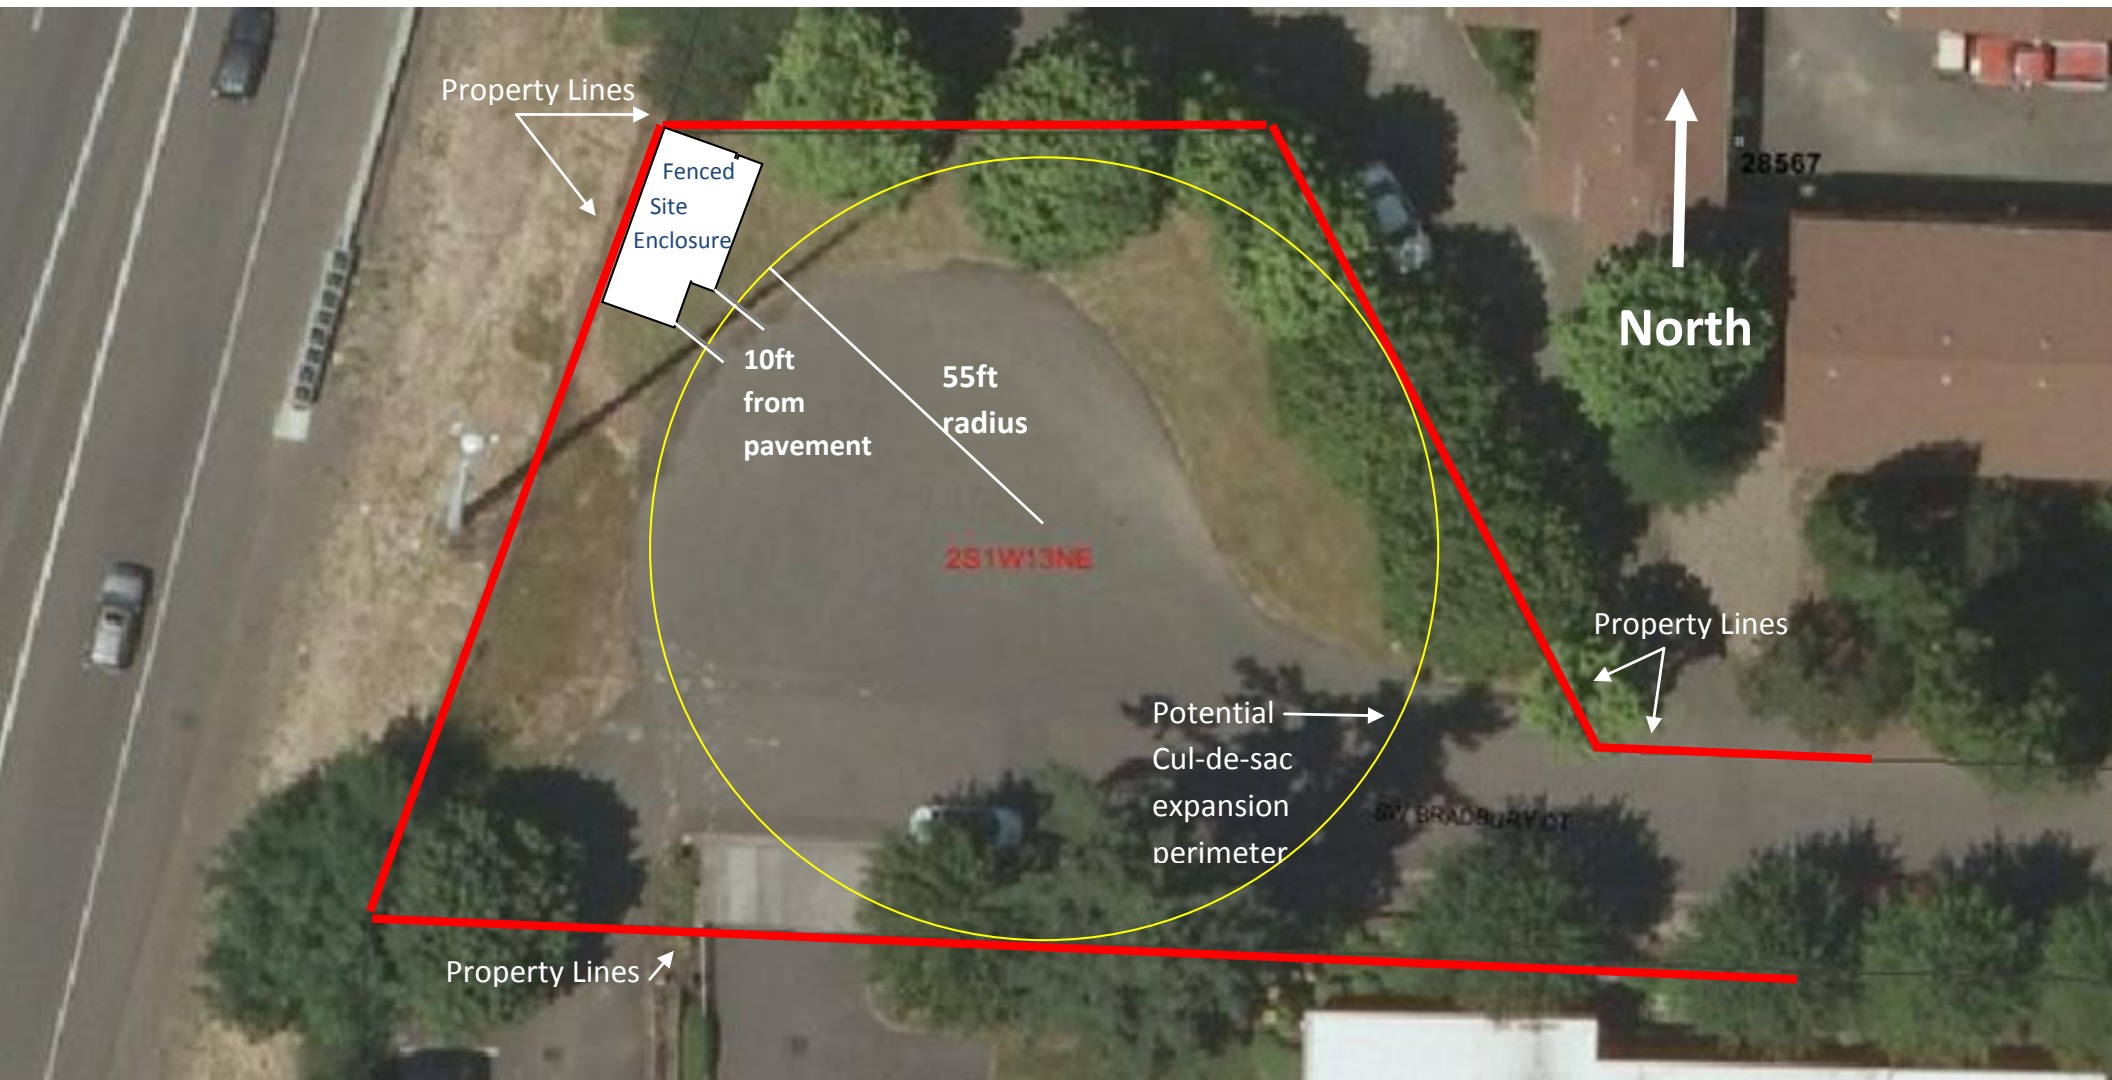 Property Lines
Fenced
Site
Enclosure
28567
North
10ft
from
pavement
55ft
radius
2S1W13NE
Property Lines
Potential
Cul-de-sac
expansion
perimeter
SW BRADBURY CT
Property Lines